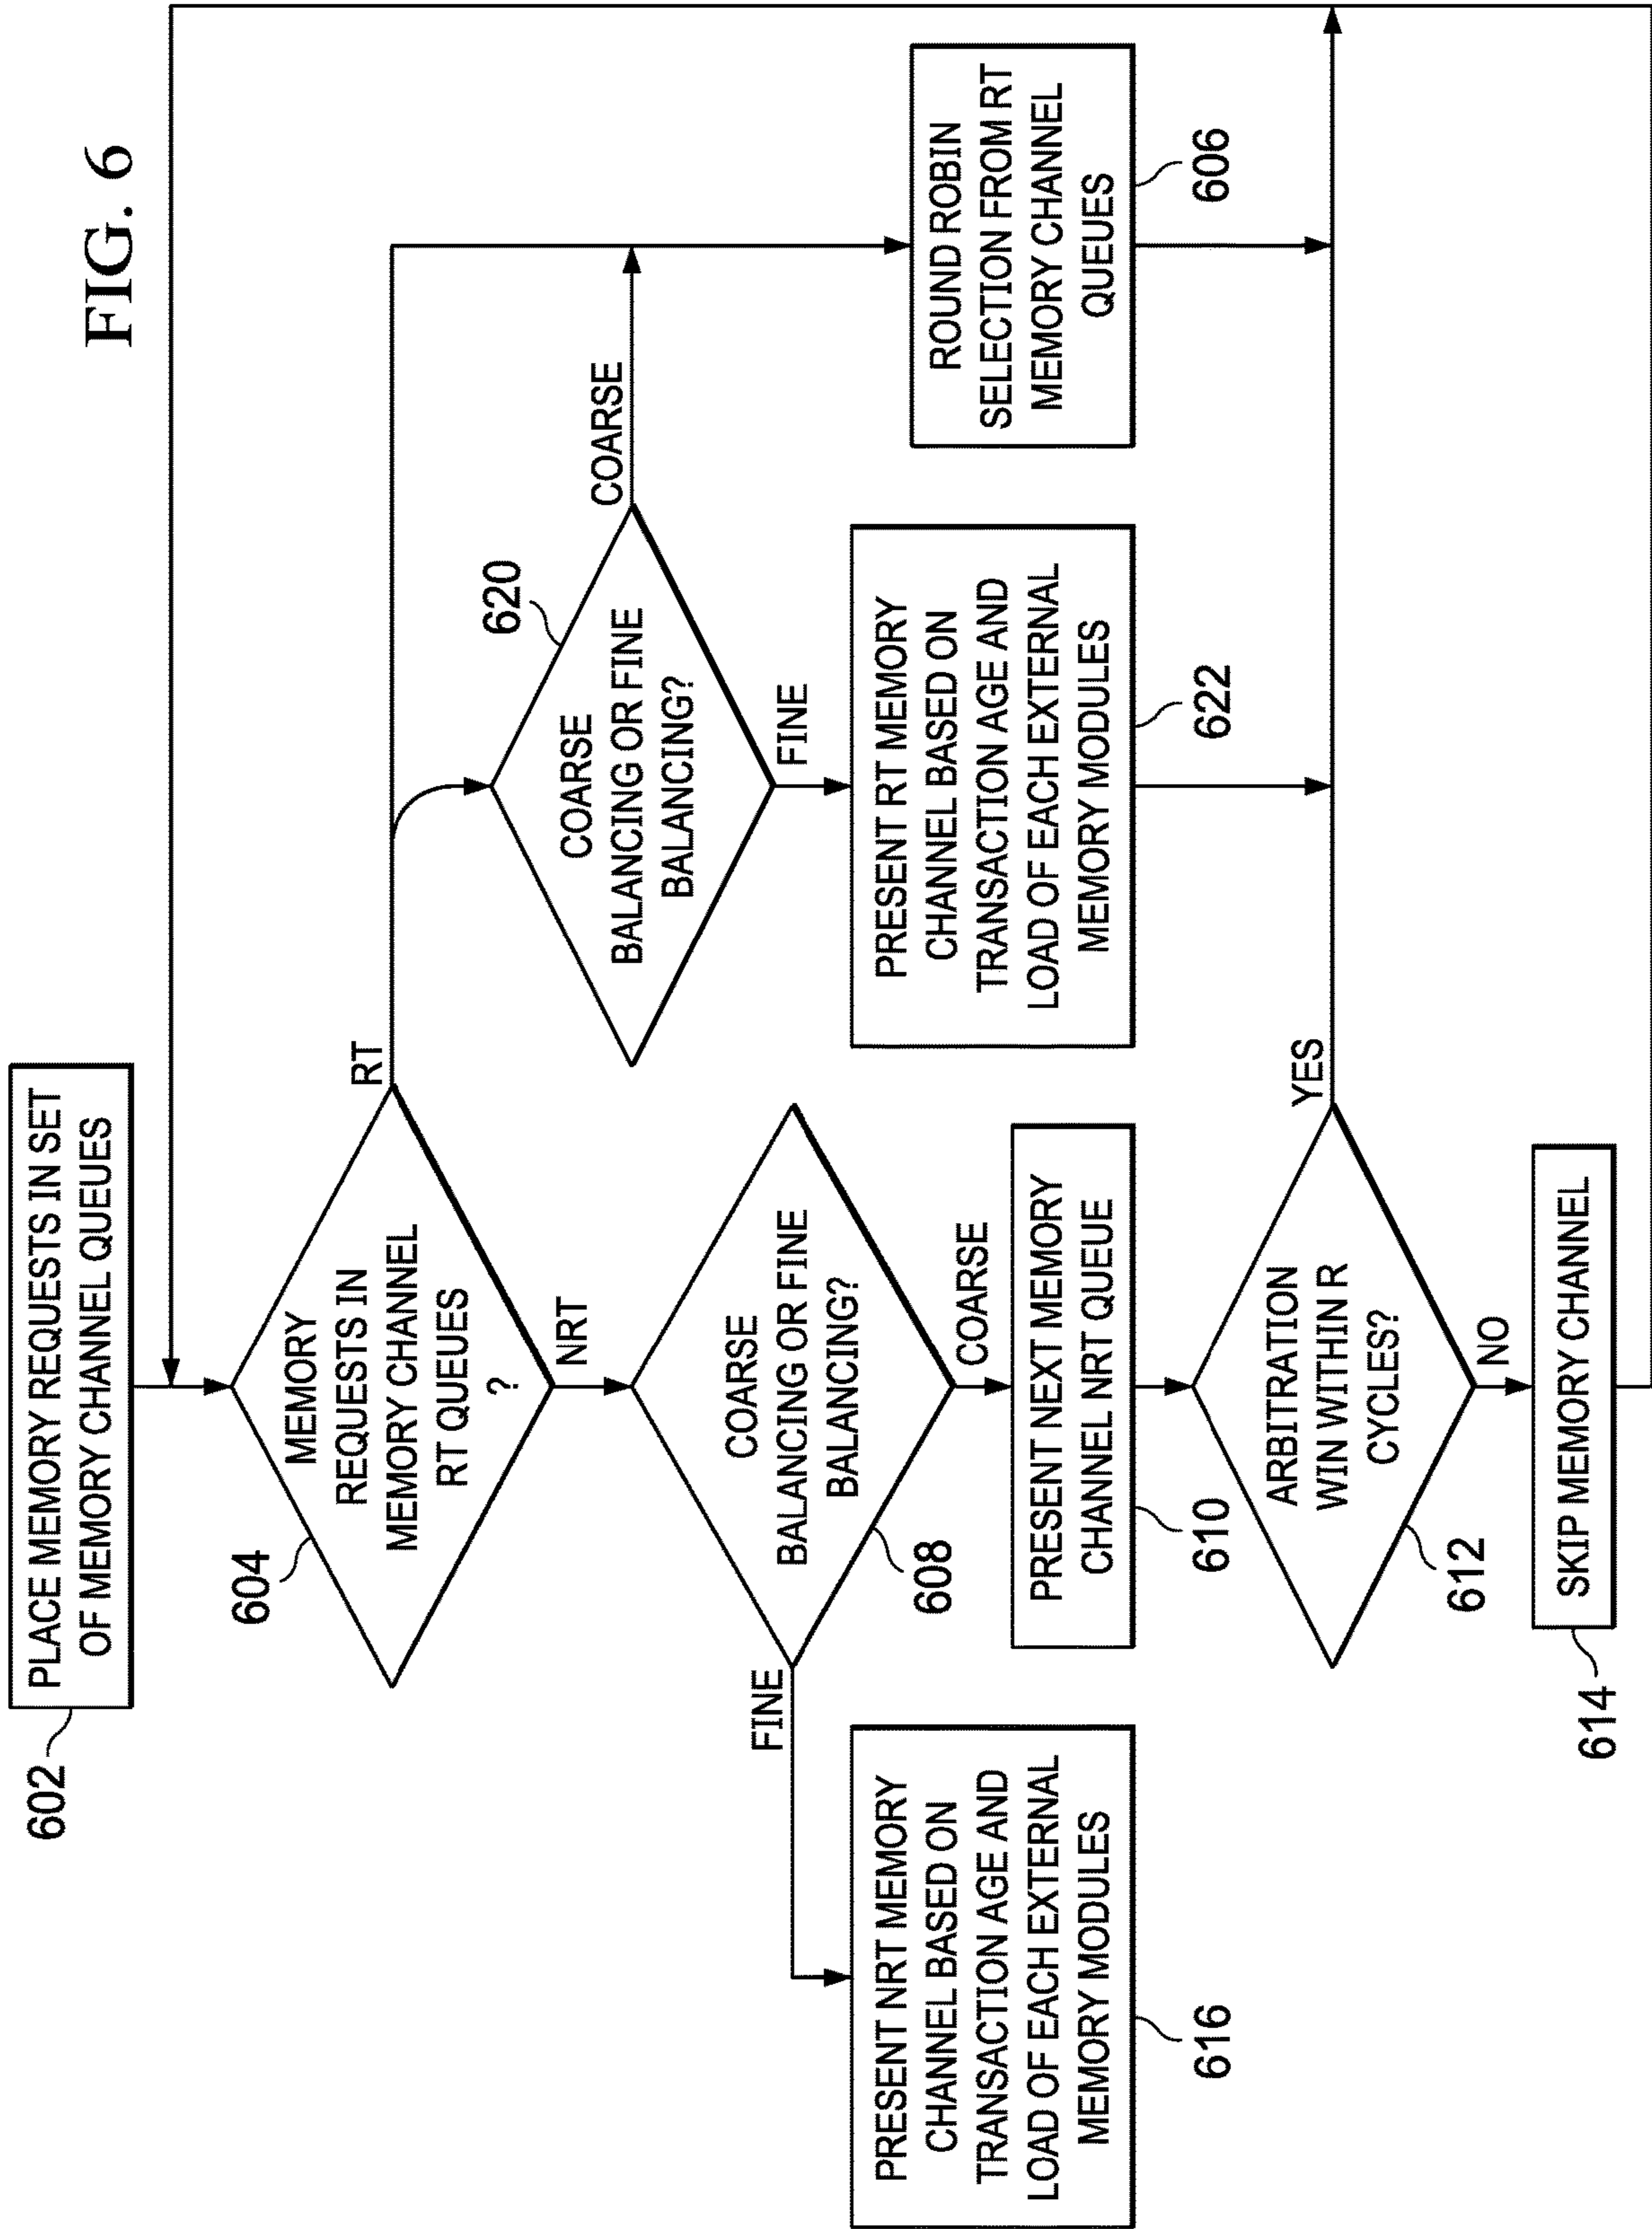 FIG. 6
602
PLACE MEMORY REQUESTS IN SET
OF MEMORY CHANNEL QUEUES
604
MEMORY
REQUESTS IN
MEMORY CHANNEL
RT QUEUES
?
RT
NRT
620
COARSE
BALANCING OR FINE
BALANCING?
COARSE
FINE
608
COARSE
BALANCING OR FINE
BALANCING?
FINE
COARSE
PRESENT NRT MEMORY
CHANNEL BASED ON
TRANSACTION AGE AND
LOAD OF EACH EXTERNAL
MEMORY MODULES
616
PRESENT NEXT MEMORY
CHANNEL NRT QUEUE
610
PRESENT RT MEMORY
CHANNEL BASED ON
TRANSACTION AGE AND
LOAD OF EACH EXTERNAL
MEMORY MODULES
622
ROUND ROBIN
SELECTION FROM RT
MEMORY CHANNEL
QUEUES
606
ARBITRATION
WIN WITHIN R
CYCLES?
612
YES
NO
SKIP MEMORY CHANNEL
614